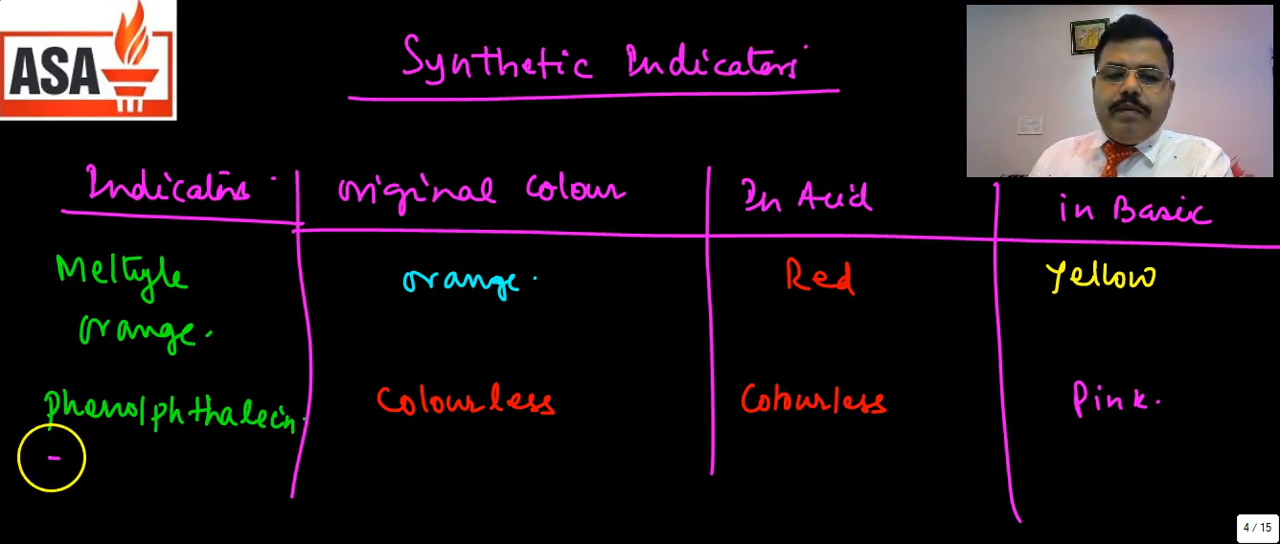 ASA
Synthetic Indicators
Indicators original colour In Acid in Basic
Methyle orange. Red Yellow
orange.
Phenolphthalein. Colourless Colourless Pink.
4 / 15